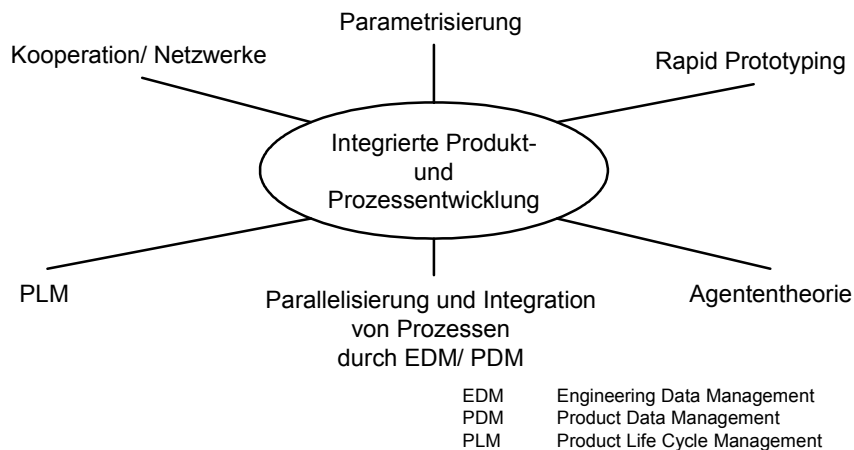 Parametrisierung
Kooperation/ Netzwerke
Rapid Prototyping
Integrierte Produkt-
und
Prozessentwicklung
PLM
Parallelisierung und Integration
von Prozessen
durch EDM/ PDM
Agententheorie
EDM Engineering Data Management
PDM Product Data Management
PLM Product Life Cycle Management